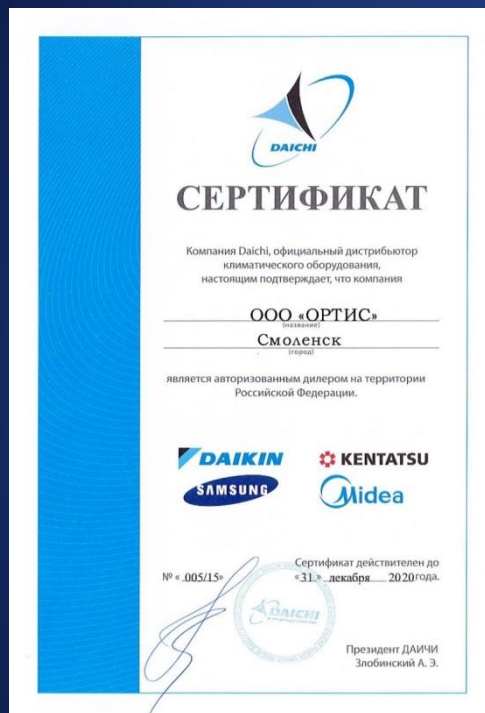 DAICHI
СЕРТИФИКАТ
Компания Daichi, официальный дистрибьютор
климатического оборудования,
настоящим подтверждает, что компания
ООО «ОРТИС»
(название)
Смоленск
(город)
является авторизованным дилером на территории
Российской Федерации.
DAIKIN
KENTATSU
SAMSUNG
Midea
Сертификат действителен до
№ « 005/15»
«31.» декабря 2020 года.
DAICHI
Президент ДАИЧИ
Злобинский А. Э.